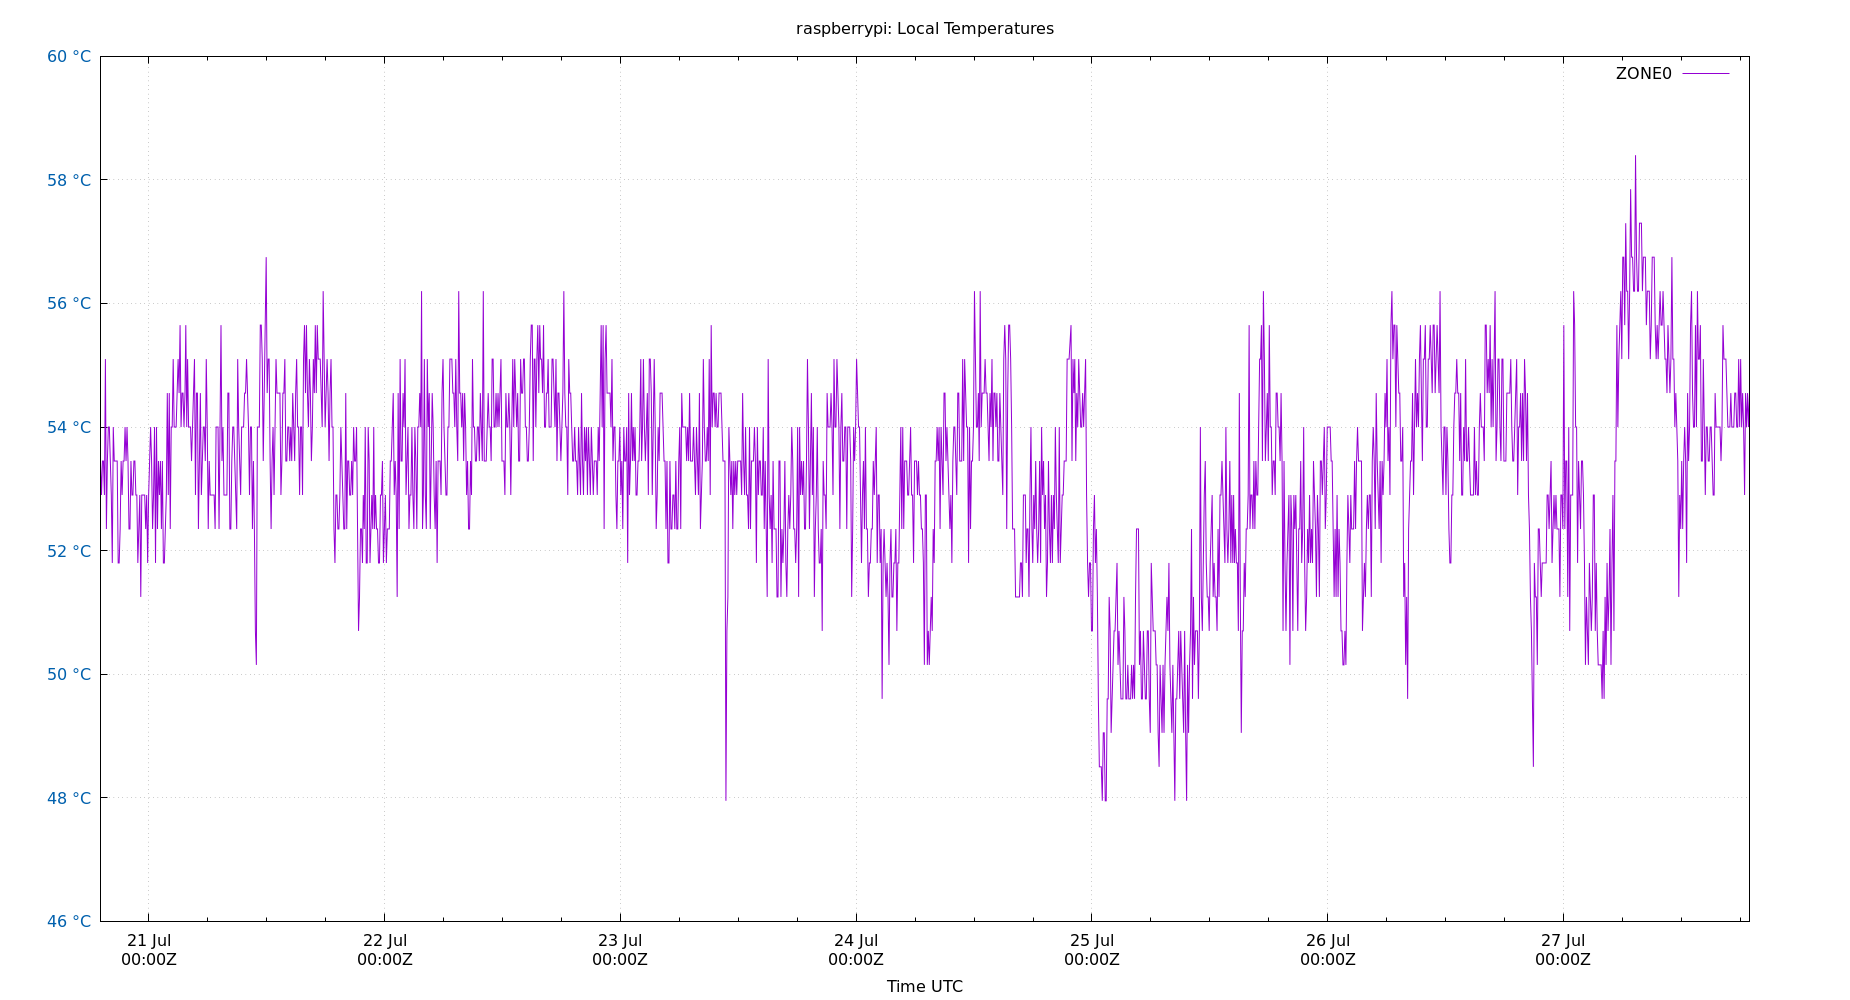 raspberrypi: Local Temperatures
60 °C
ZONE0
58 °C
56 °C
54 °C
52 °C
50 °C
48 °C
46 °C
21 Jul 22 Jul 23 Jul 24 Jul 25 Jul 26 Jul 27 Jul
00:00Z 00:00Z 00:00Z 00:00Z 00:00Z 00:00Z 00:00Z
Time UTC